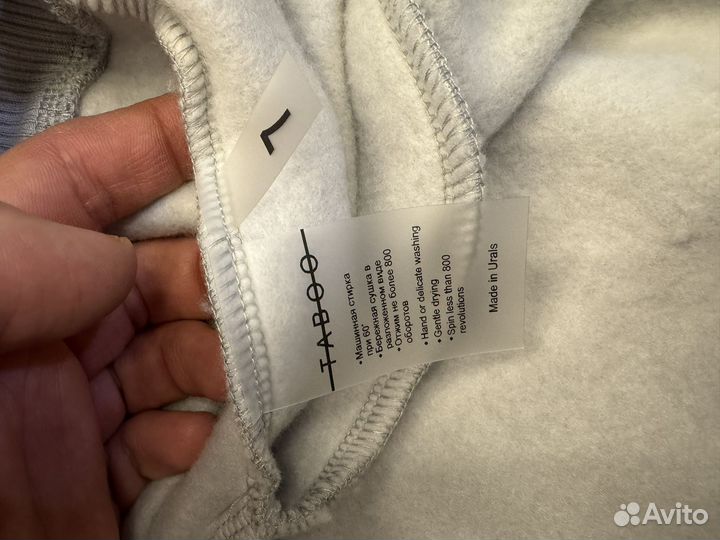 L
TABOO
• Машинная стирка
при 60°
• Бережная сушка в
разложенном виде
• Отжим не более 800
оборотов
• Hand or delicate washing
• Gentle drying
• Spin less than 800
revolutions
Made in Urals
Avito